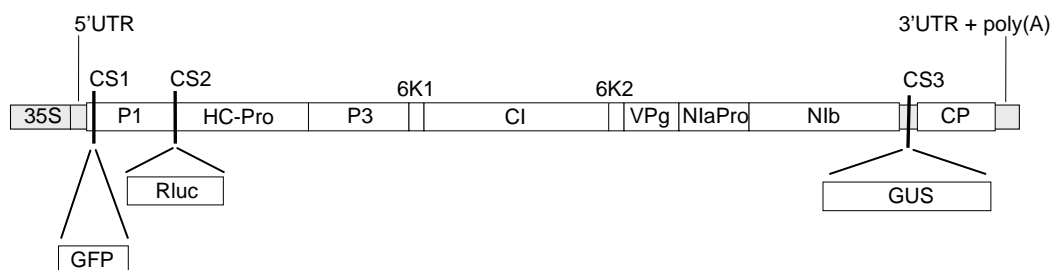 5'UTR
3'UTR + poly(A)
CS1
CS2
6K1
6K2
CS3
35S
P1
HC-Pro
P3
CI
VPg
NIaPro
NIb
CP
Rluc
GUS
GFP